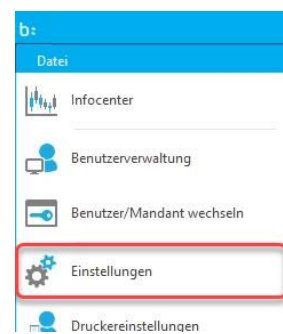 b:
Datei
Infocenter
Benutzerverwaltung
Benutzer/Mandant wechseln
Einstellungen
Druckereinstellungen